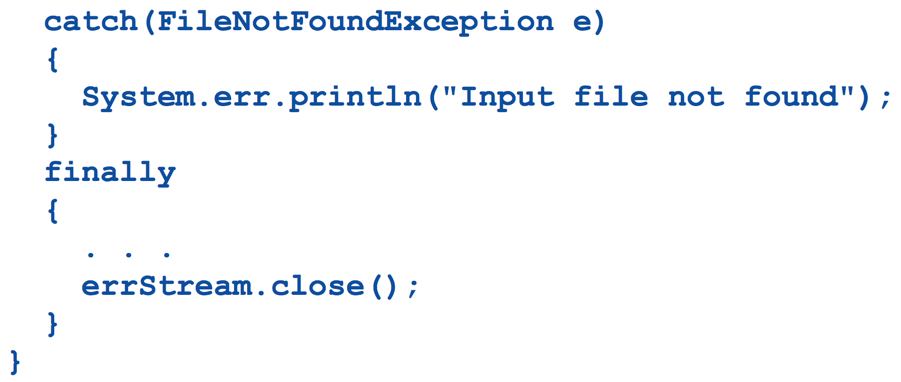 catch(FileNotFoundException e)
{
System.err.println("Input file not found");
}
finally
{
. . .
errStream.close();
}
}